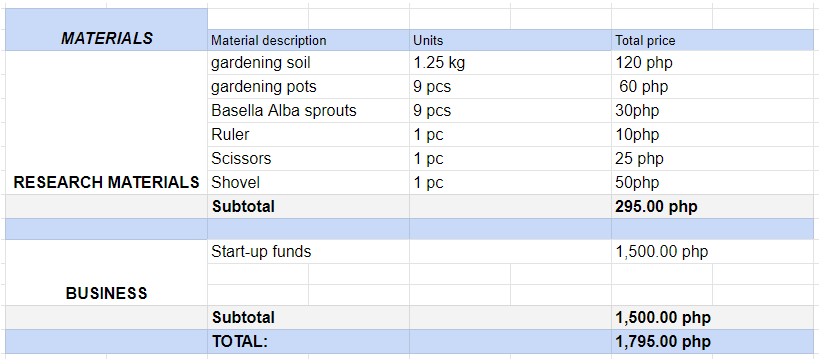 MATERIALS Material description Units Total price
gardening soil 1.25 kg 120 php
gardening pots 9 pcs 60 php
Basella Alba sprouts 9 pcs 30php
Ruler 1 pc 10php
Scissors 1 pc 25 php
RESEARCH MATERIALS Shovel 1 pc 50php
Subtotal 295.00 php
Start-up funds 1,500.00 php
BUSINESS
Subtotal 1,500.00 php
TOTAL: 1,795.00 php